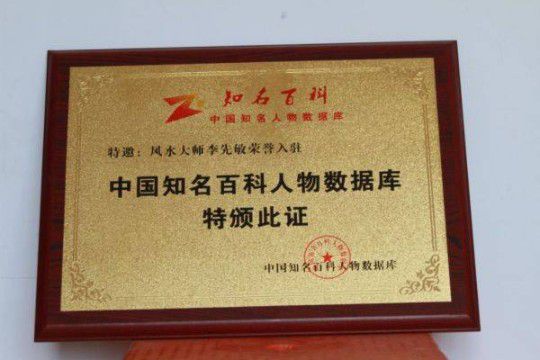 知名百科
中国知名人物数据库
特邀：风水大师李先敏荣誉入驻
中国知名百科人物数据库
特颁此证
中国知名百科人物数据库